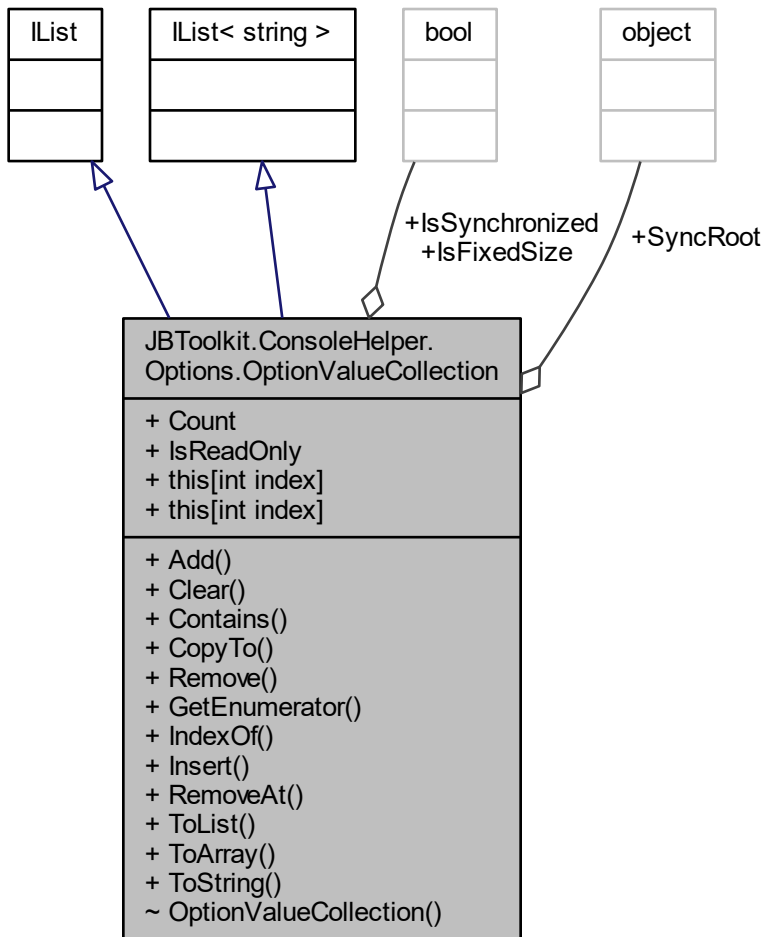 IList
IList< string >
bool
object
+IsSynchronized
+IsFixedSize
+SyncRoot
JBToolkit.ConsoleHelper.
Options.OptionValueCollection
+ Count
+ IsReadOnly
+ this[int index]
+ this[int index]
+ Add()
+ Clear()
+ Contains()
+ CopyTo()
+ Remove()
+ GetEnumerator()
+ IndexOf()
+ Insert()
+ RemoveAt()
+ ToList()
+ ToArray()
+ ToString()
~ OptionValueCollection()